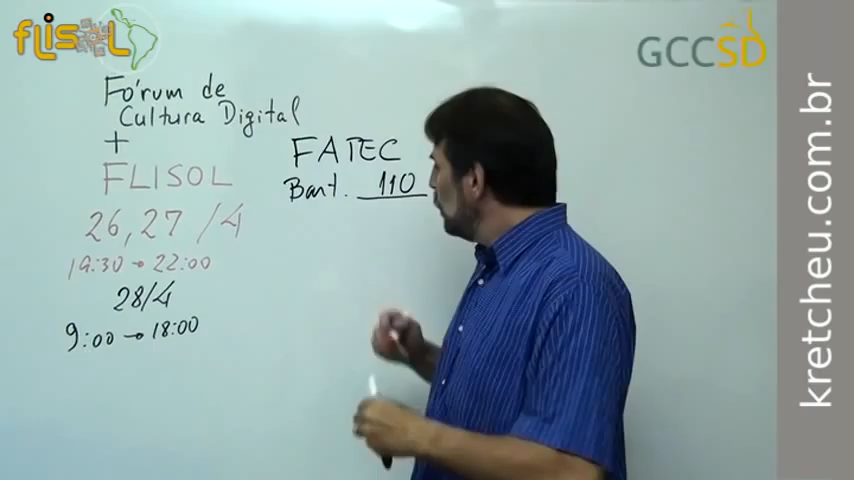 FLISOL
GCCSD
Fórum de
Cultura Digital
+
FLISOL
26, 27 /4
19:30 → 22:00
28/4
9:00 → 18:00
FATEC
Bart. 110
kretcheu.com.br